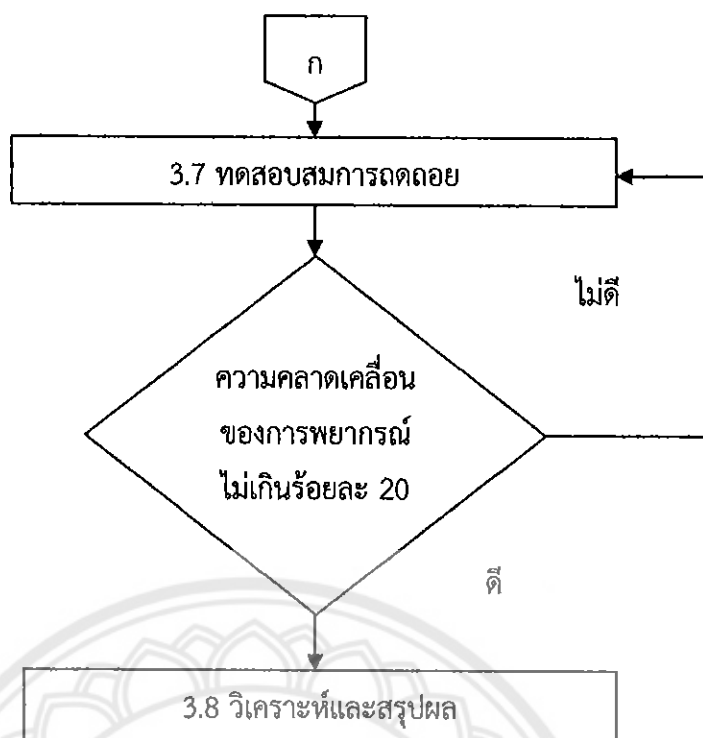 ก
3.7 ทดสอบสมการถดถอย
ไม่ดี
ความคลาดเคลื่อน
ของการพยากรณ์
ไม่เกินร้อยละ 20
ดี
3.8 วิเคราะห์และสรุปผล